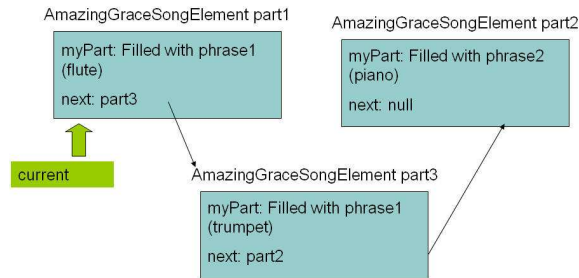 AmazingGraceSongElement part1
myPart: Filled with phrase1
(flute)
next: part3
AmazingGraceSongElement part2
myPart: Filled with phrase2
(piano)
next: null
current
AmazingGraceSongElement part3
myPart: Filled with phrase1
(trumpet)
next: part2